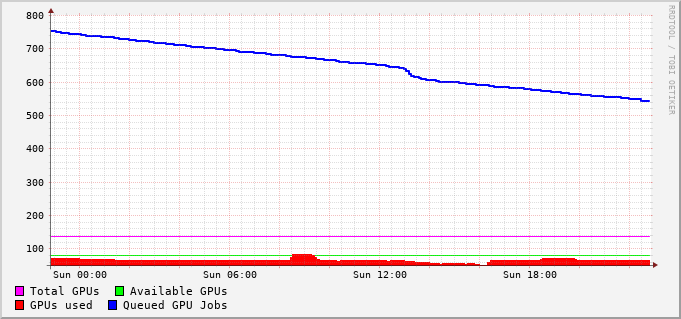 800
700
600
500
400
300
200
100
Sun 00:00 Sun 06:00 Sun 12:00 Sun 18:00
Total GPUs Available GPUs
GPUs used Queued GPU Jobs
RRDTOOL / TOBI OETIKER